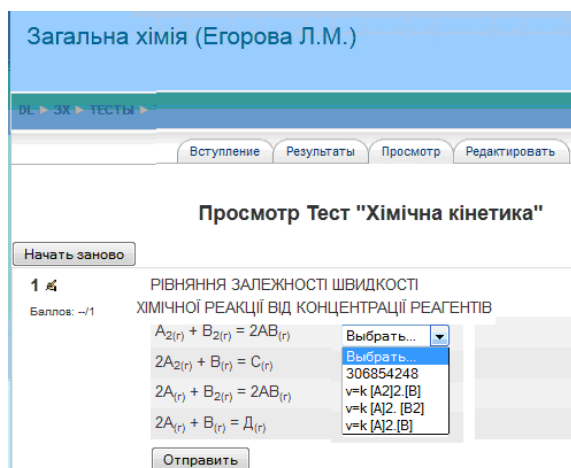 Загальна хімія (Егорова Л.М.)
DL ► ЗХ ► ТЕСТЫ ►
Вступление Результаты Просмотр Редактировать
Просмотр Тест "Хімічна кінетика"
Начать заново
1
РІВНЯННЯ ЗАЛЕЖНОСТІ ШВИДКОСТІ
Баллов: --/1
ХІМІЧНОЇ РЕАКЦІЇ ВІД КОНЦЕНТРАЦІЇ РЕАГЕНТІВ
A2(г) + B2(г) = 2AB(г) Выбрать...
2A2(г) + B(г) = C(г)
2A(г) + B2(г) = 2AB(г)
2A(г) + B(г) = Д(г)
Выбрать...
306854248
v=k [A2]2.[B]
v=k [A]2. [B2]
v=k [A]2.[B]
Отправить